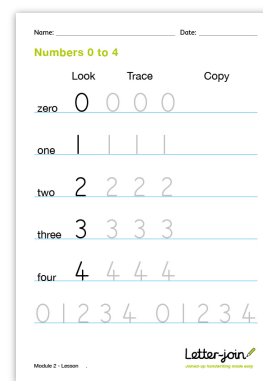 Name: Date:
Numbers 0 to 4
Look Trace Copy
zero 0 0 0 0
one 1 1 1 1
two 2 2 2 2
three 3 3 3 3
four 4 4 4 4
0 1 2 3 4 0 1 2 3 4
Letter-join
Module 2 - Lesson . Joined-up handwriting made easy